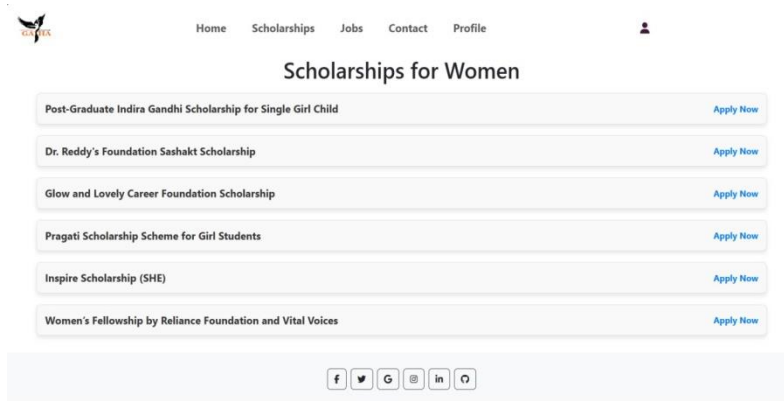 GATHA
Home Scholarships Jobs Contact Profile
Scholarships for Women
Post-Graduate Indira Gandhi Scholarship for Single Girl Child Apply Now
Dr. Reddy's Foundation Sashakt Scholarship Apply Now
Glow and Lovely Career Foundation Scholarship Apply Now
Pragati Scholarship Scheme for Girl Students Apply Now
Inspire Scholarship (SHE) Apply Now
Women's Fellowship by Reliance Foundation and Vital Voices Apply Now